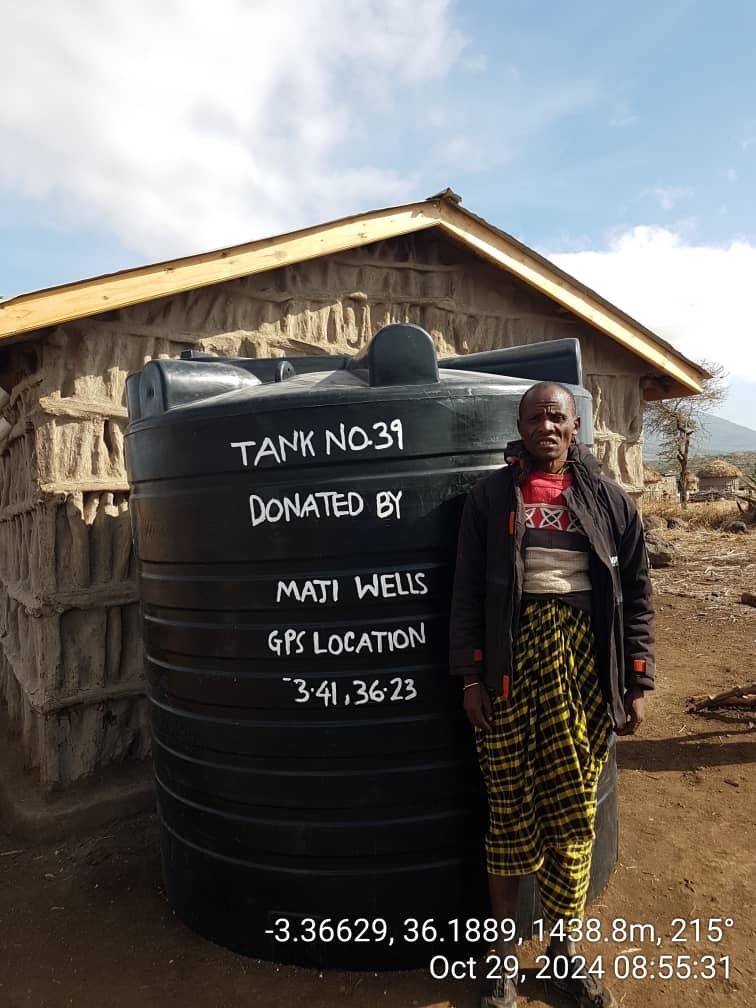 TANK NO.39
DONATED BY
MAJI WELLS
GPS LOCATION
-3.41, 36.23
-3.36629, 36.1889, 1438.8m, 215°
Oct 29, 2024 08:55:31